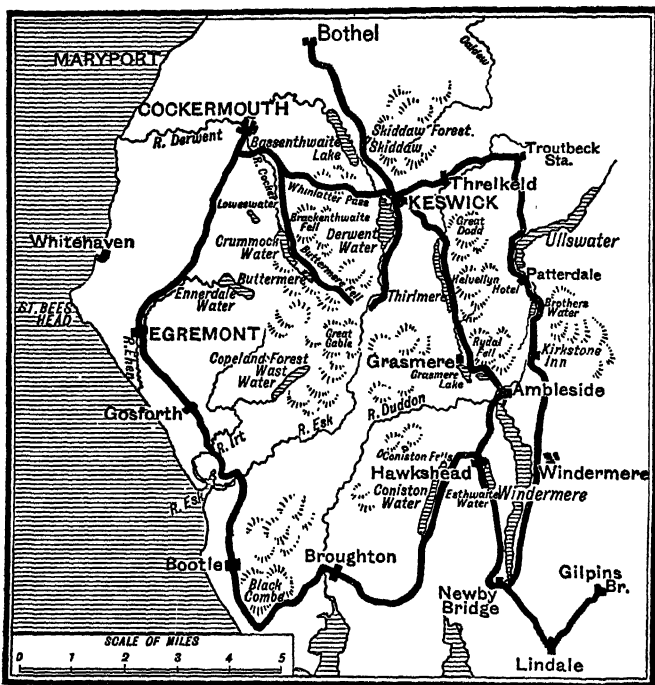 Bothel
MARYPORT
Caldew
COCKERMOUTH
R. Derwent
Bassenthwaite
Lake
Skiddaw Forest.
Skiddaw
Troutbeck
Sta.
R. Cocker
Whinlatter Pass
Threlkeld
KESWICK
Loweswater
Brackenthwaite
Fell
Derwent
Water
Great
Dodd
Whitehaven
Crummock
Water
Ullswater
Buttermere
Buttermere Fell
Patterdale
Hotel
Ennerdale
Water
Thirlmere
Helvellyn
Brothers
Water
ST. BEES
HEAD
EGREMONT
Great
Gable
Rydal
Fell
Kirkstone
Inn
R. Ehen
Copeland Forest
Wast
Water
Grasmere
Grasmere
Lake
Ambleside
Gosforth
R. Duddon
R. Irt
R. Esk
Coniston Fells
Hawkshead
Windermere
R. Esk
Coniston
Water
Esthwaite
Water
Windermere
Bootle
Broughton
Black
Combe
Newby
Bridge
Gilpins
Br.
Lindale
SCALE OF MILES
0 1 2 3 4 5